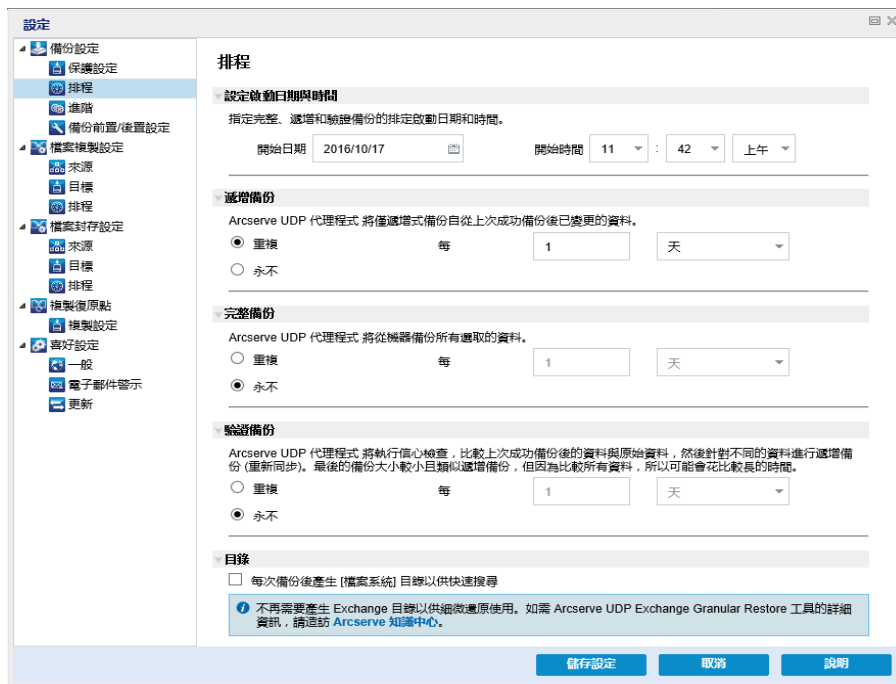 設定
備份設定
保護設定
排程
進階
備份前置/後置設定
檔案複製設定
來源
目標
排程
檔案封存設定
來源
目標
排程
複製復原點
複製設定
喜好設定
一般
電子郵件警示
更新
排程
設定啟動日期與時間
指定完整、遞增和驗證備份的排定啟動日期和時間。
開始日期 2016/10/17 開始時間 11 : 42 上午
遞增備份
Arcserve UDP 代理程式 將僅遞增式備份自從上次成功備份後已變更的資料。
重複 每 1 天
永不
完整備份
Arcserve UDP 代理程式 將從機器備份所有選取的資料。
重複 每 1 天
永不
驗證備份
Arcserve UDP 代理程式 將執行信心檢查，比較上次成功備份後的資料與原始資料，然後針對不同的資料進行遞增備
份 (重新同步)。最後的備份大小較小且類似遞增備份，但因為比較所有資料，所以可能會花比較長的時間。
重複 每 1 天
永不
目錄
每次備份後產生 [檔案系統] 目錄以供快速搜尋
不再需要產生 Exchange 目錄以供細微還原使用。如需 Arcserve UDP Exchange Granular Restore 工具的詳細
資訊，請造訪 Arcserve 知識中心。
儲存設定 取消 說明